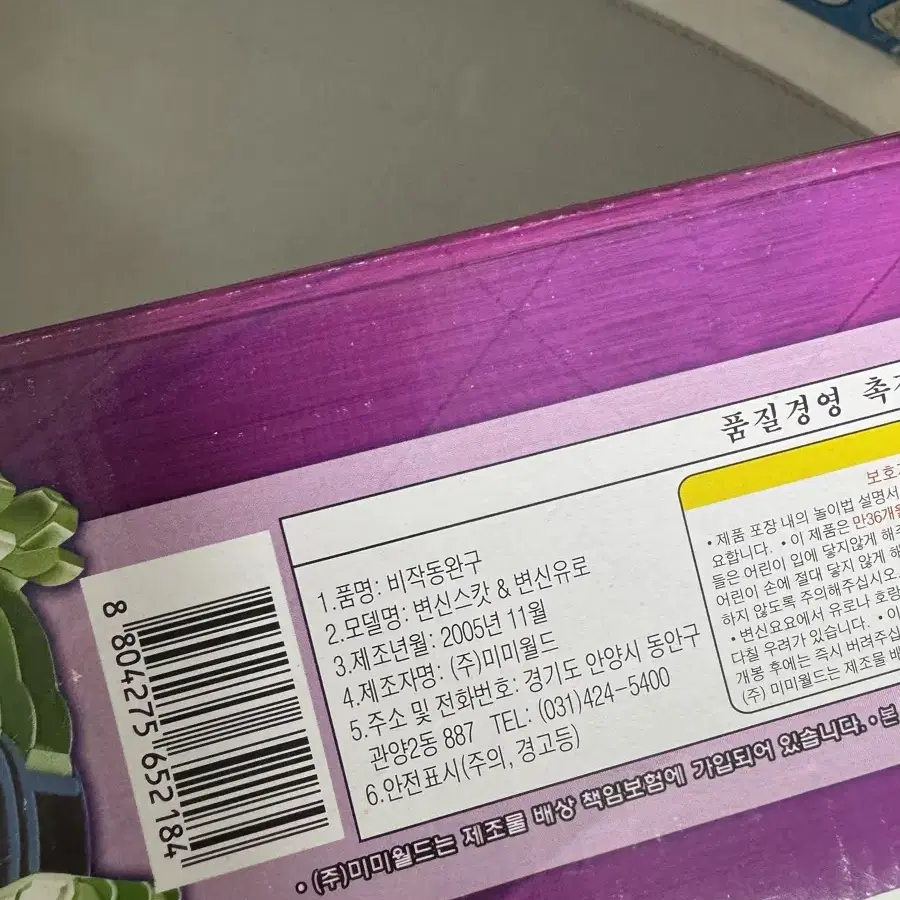 품질경영 촉
1.품명: 비작동완구
2.모델명: 변신스캇 & 변신유로
3.제조년월: 2005년 11월
4.제조자명: (주)미미월드
5.주소 및 전화번호: 경기도 안양시 동안구
관양2동 887 TEL: (031)424-5400
6.안전표시(주의, 경고등)
보호
• 제품 포장 내의 놀이법 설명서
요합니다. • 이 제품은 만36개월
들은 어린이 입에 닿지않게 해
어린이 손에 절대 닿지 않게 해
하지 않도록 주의해주십시오.
• 변신요요에서 유로나 호랑
다칠 우려가 있습니다. • 이
개봉 후에는 즉시 버려주십
(주) 미미월드는 제조물 배
• (주)미미월드는 제조물 배상 책임보험에 가입되어 있습니다. • 본
8 804275 652184